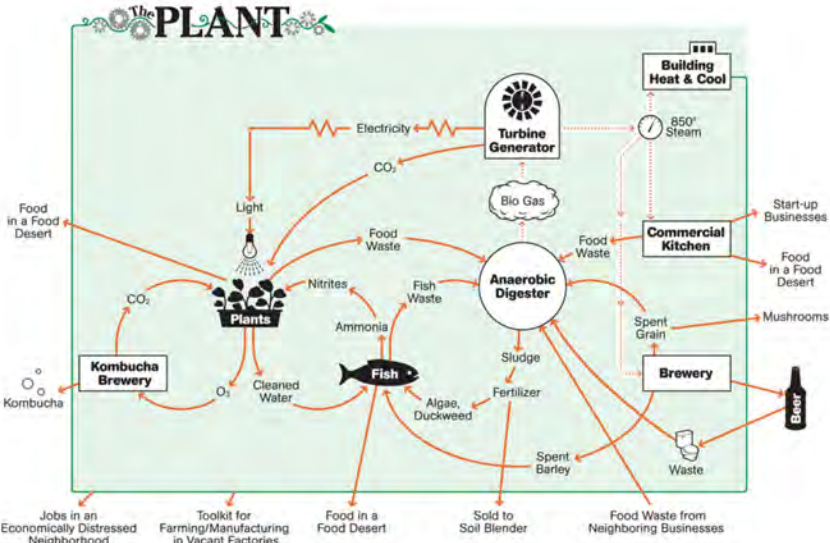 The PLANT
Building
Heat & Cool
850°
Steam
Turbine
Generator
Electricity
CO₂
Light
Bio Gas
Food
in a Food
Desert
Start-up
Businesses
Commercial
Kitchen
Food
Waste
Food
Waste
Food
in a Food
Desert
Anaerobic
Digester
Nitrites
Fish
Waste
CO₂
Plants
Ammonia
Spent
Grain
Mushrooms
Kombucha
Brewery
Fish
Sludge
Brewery
Kombucha
O₂
Cleaned
Water
Algae,
Duckweed
Fertilizer
Beer
Spent
Barley
Waste
Jobs in an
Economically Distressed
Neighborhood
Toolkit for
Farming/Manufacturing
in Vacant Factories
Food in a
Food Desert
Sold to
Soil Blender
Food Waste from
Neighboring Businesses